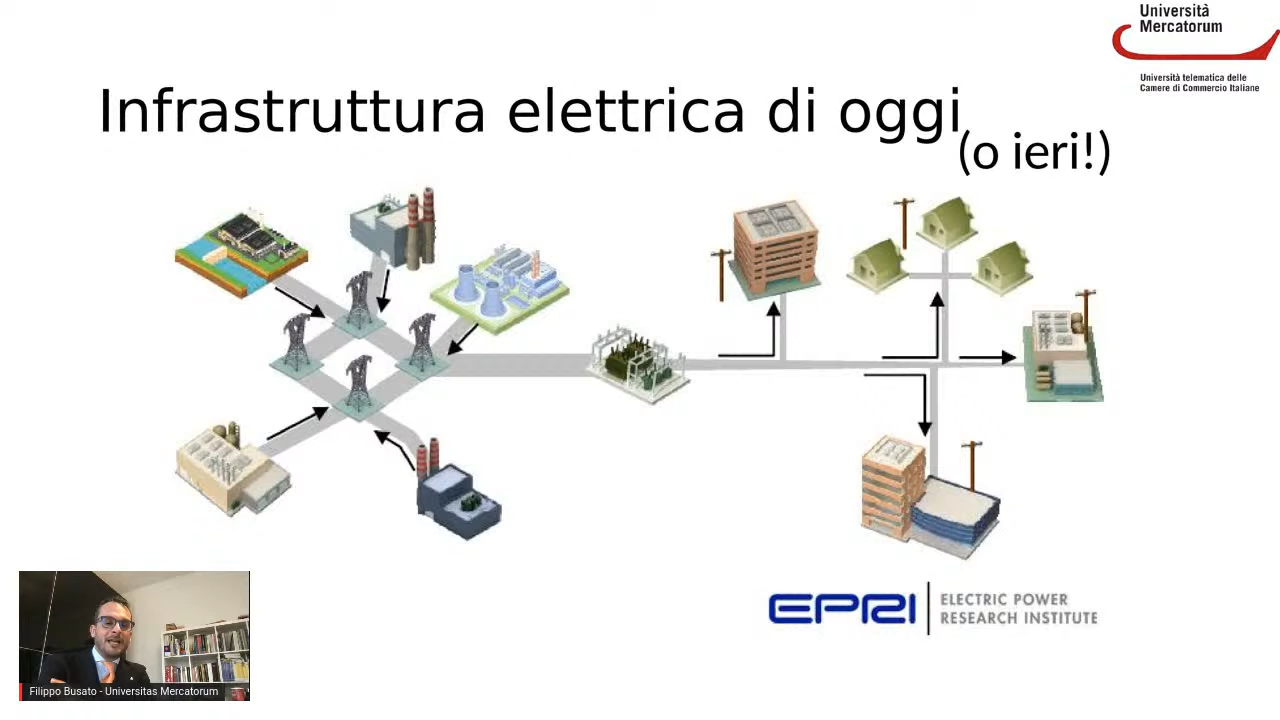 Università
Mercatorum
Università telematica delle
Camere di Commercio Italiane
Infrastruttura elettrica di oggi
(o ieri!)
EPRI
ELECTRIC POWER
RESEARCH INSTITUTE
Filippo Busato - Universitas Mercatorum